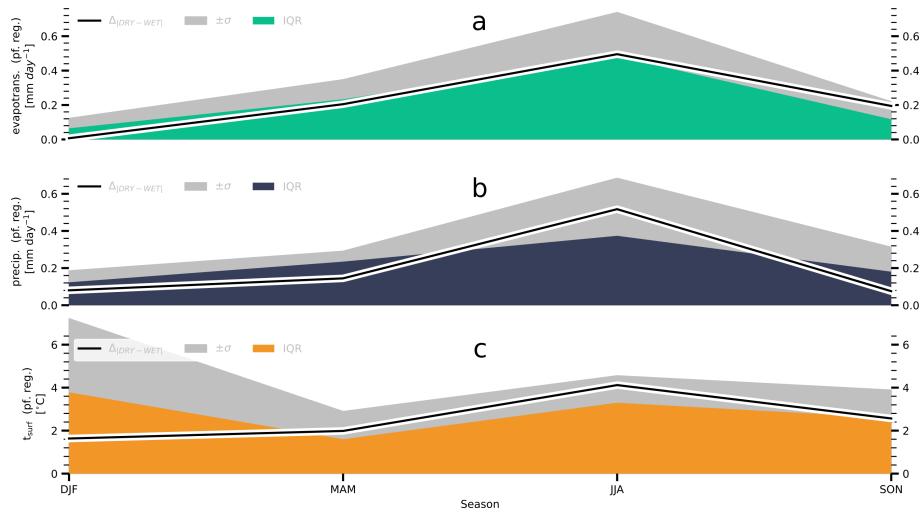 Δ|DRY−WET| ±σ IQR
a
evapotrans. (pf. reg.)
[mm day⁻¹]
0.6 0.6
0.4 0.4
0.2 0.2
0.0 0.0
Δ|DRY−WET| ±σ IQR
b
precip. (pf. reg.)
[mm day⁻¹]
0.6 0.6
0.4 0.4
0.2 0.2
0.0 0.0
Δ|DRY−WET| ±σ IQR
c
t_surf (pf. reg.)
[°C]
6 6
4 4
2 2
0 0
DJF MAM JJA SON
Season